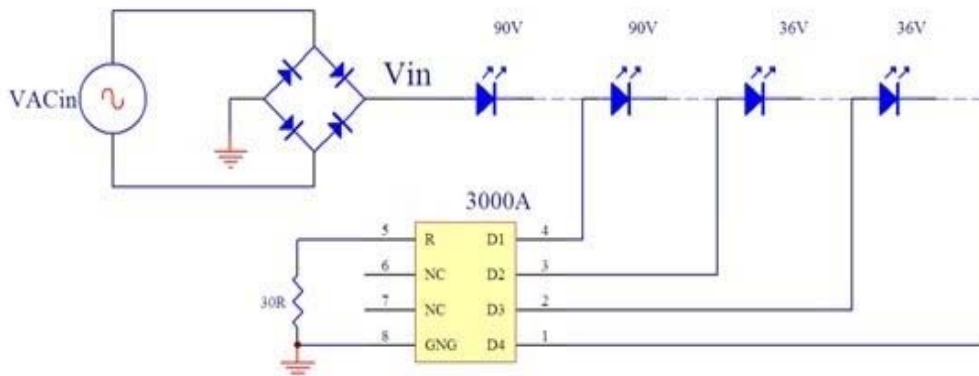 90V 90V 36V 36V
Vin
VACin
3000A
5 R D1 4
6 NC D2 3
7 NC D3 2
30R
8 GNG D4 1